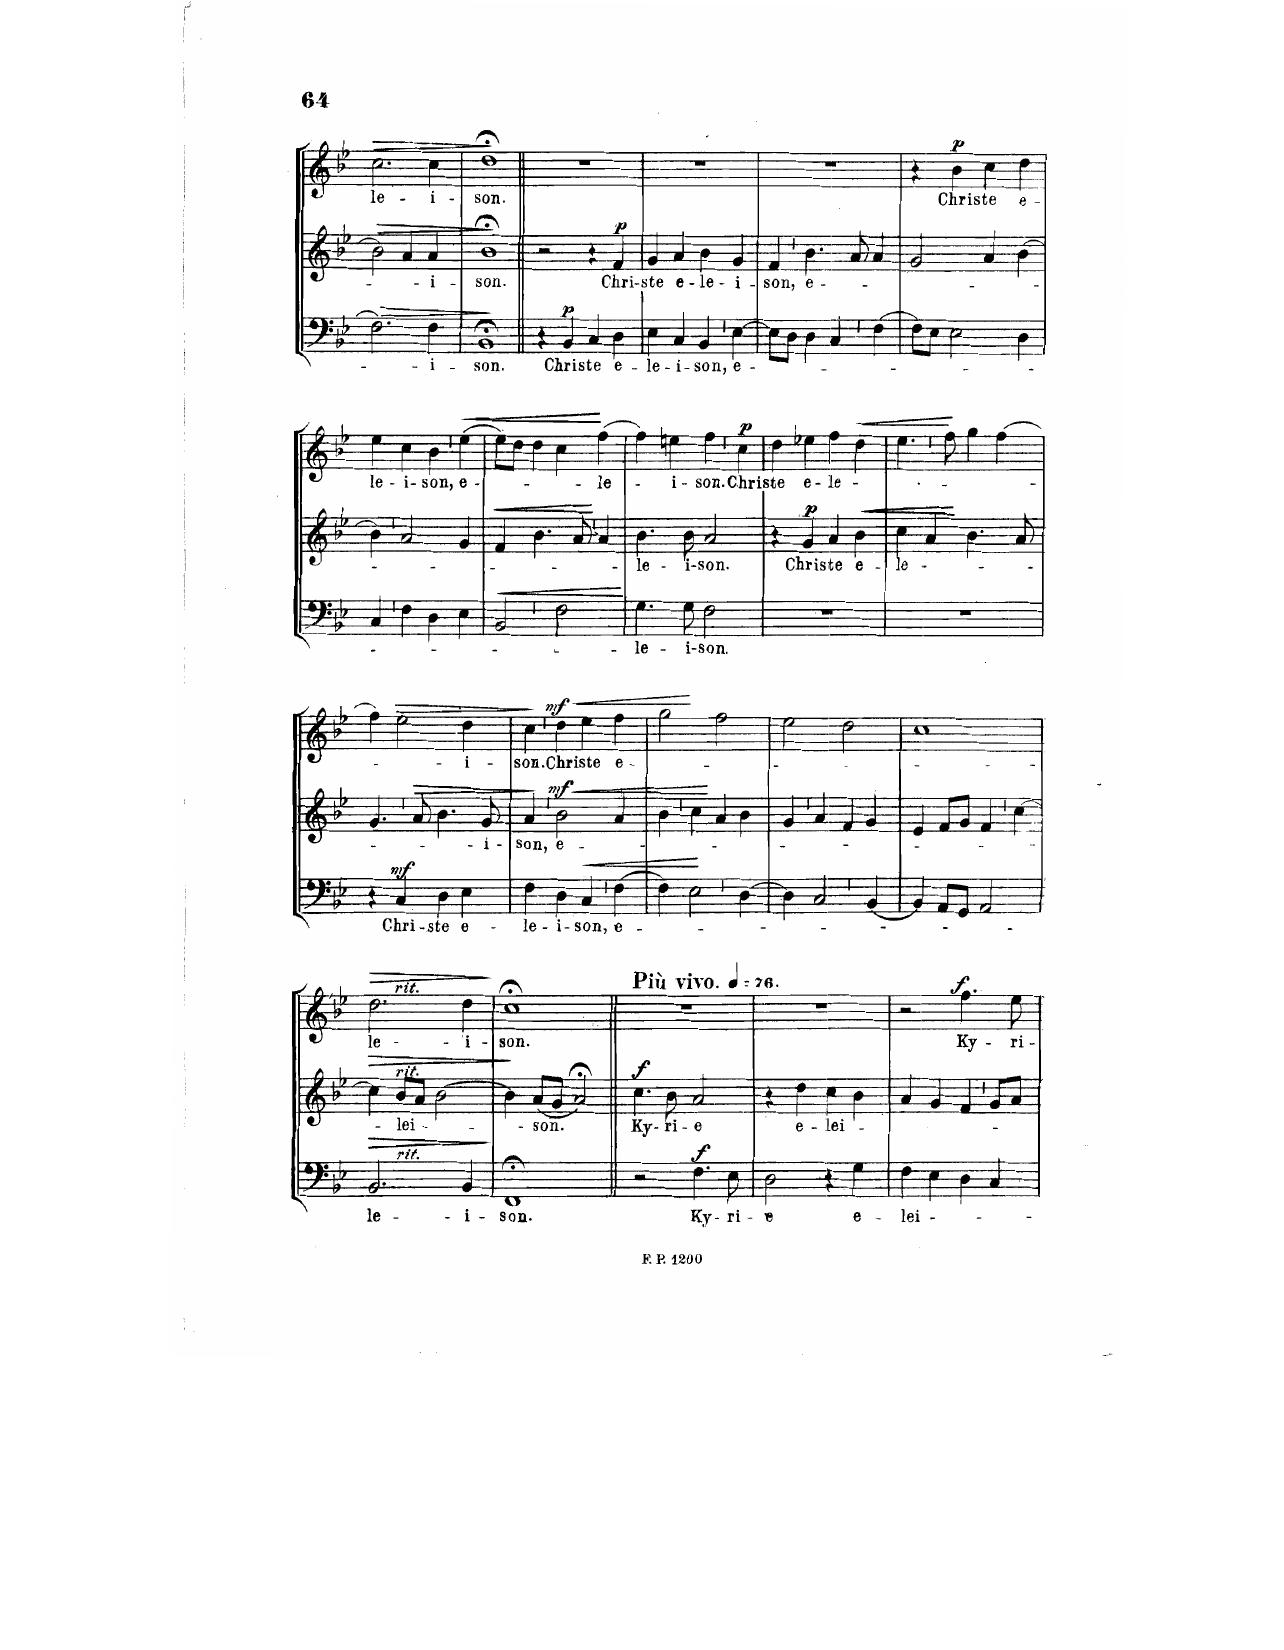 64
p
le - i - son. Christe e -
p
- - i - son. Chri-ste e - le - i - son, e - - - - - -
p
- - i - son. Christe e - le - i - son, e - - - - - -
p
le - i - son, e - - - - le - i - son. Christe e - le - - - -
p
- - - - - - - le - i-son. Christe e - le - - - -
- - - - - - le - i-son.
mf
- - i - son. Christe e - - - - - -
mf
- - - i - son, e - - - - - - - -
mf
Chri-ste e - le - i - son, e - - - - - - -
Più vivo. ♩ = 76.
rit. f
le - - i - son. Ky - ri -
rit. f
- lei - - - son. Ky - ri - e e - lei - - - -
rit. f
le - - i - son. Ky - ri - e e - lei - - -
F. P. 1200